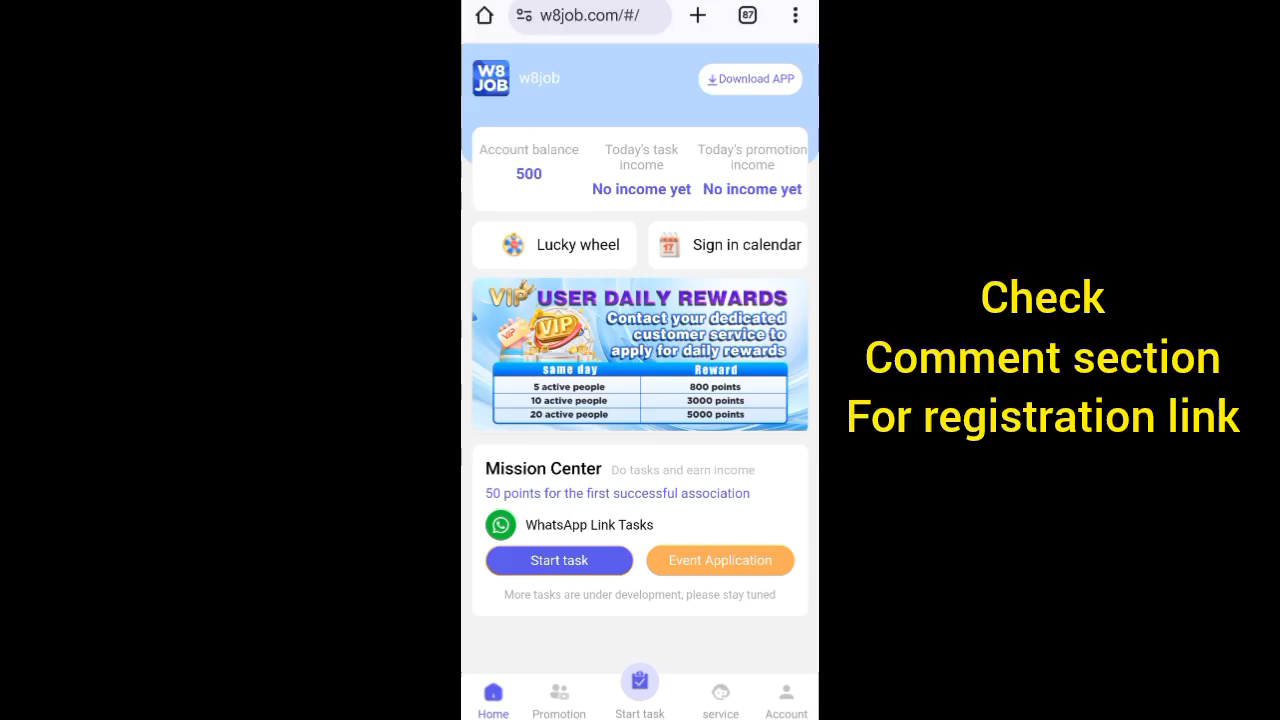 w8job.com/#/
87
W8 JOB
w8job
Download APP
Account balance
500
Today's task income
No income yet
Today's promotion income
No income yet
Lucky wheel
17
Sign in calendar
VIP USER DAILY REWARDS
Contact your dedicated
customer service to
apply for daily rewards
VIP
same day Reward
5 active people 800 points
10 active people 3000 points
20 active people 5000 points
Mission Center Do tasks and earn income
50 points for the first successful association
WhatsApp Link Tasks
Start task Event Application
More tasks are under development, please stay tuned
Home Promotion Start task service Account
Check
Comment section
For registration link